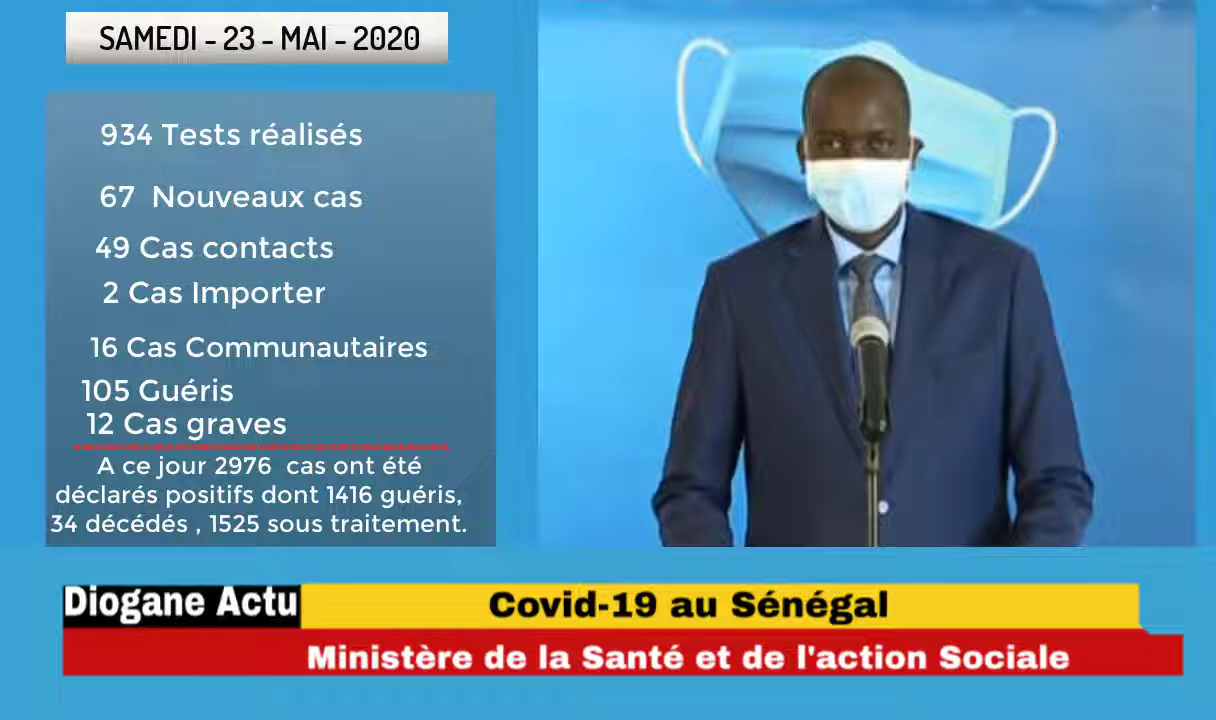 SAMEDI - 23 - MAI - 2020
934 Tests réalisés
67 Nouveaux cas
49 Cas contacts
2 Cas Importer
16 Cas Communautaires
105 Guéris
12 Cas graves
A ce jour 2976 cas ont été
déclarés positifs dont 1416 guéris,
34 décédés , 1525 sous traitement.
Diogane Actu
Covid-19 au Sénégal
Ministère de la Santé et de l'action Sociale